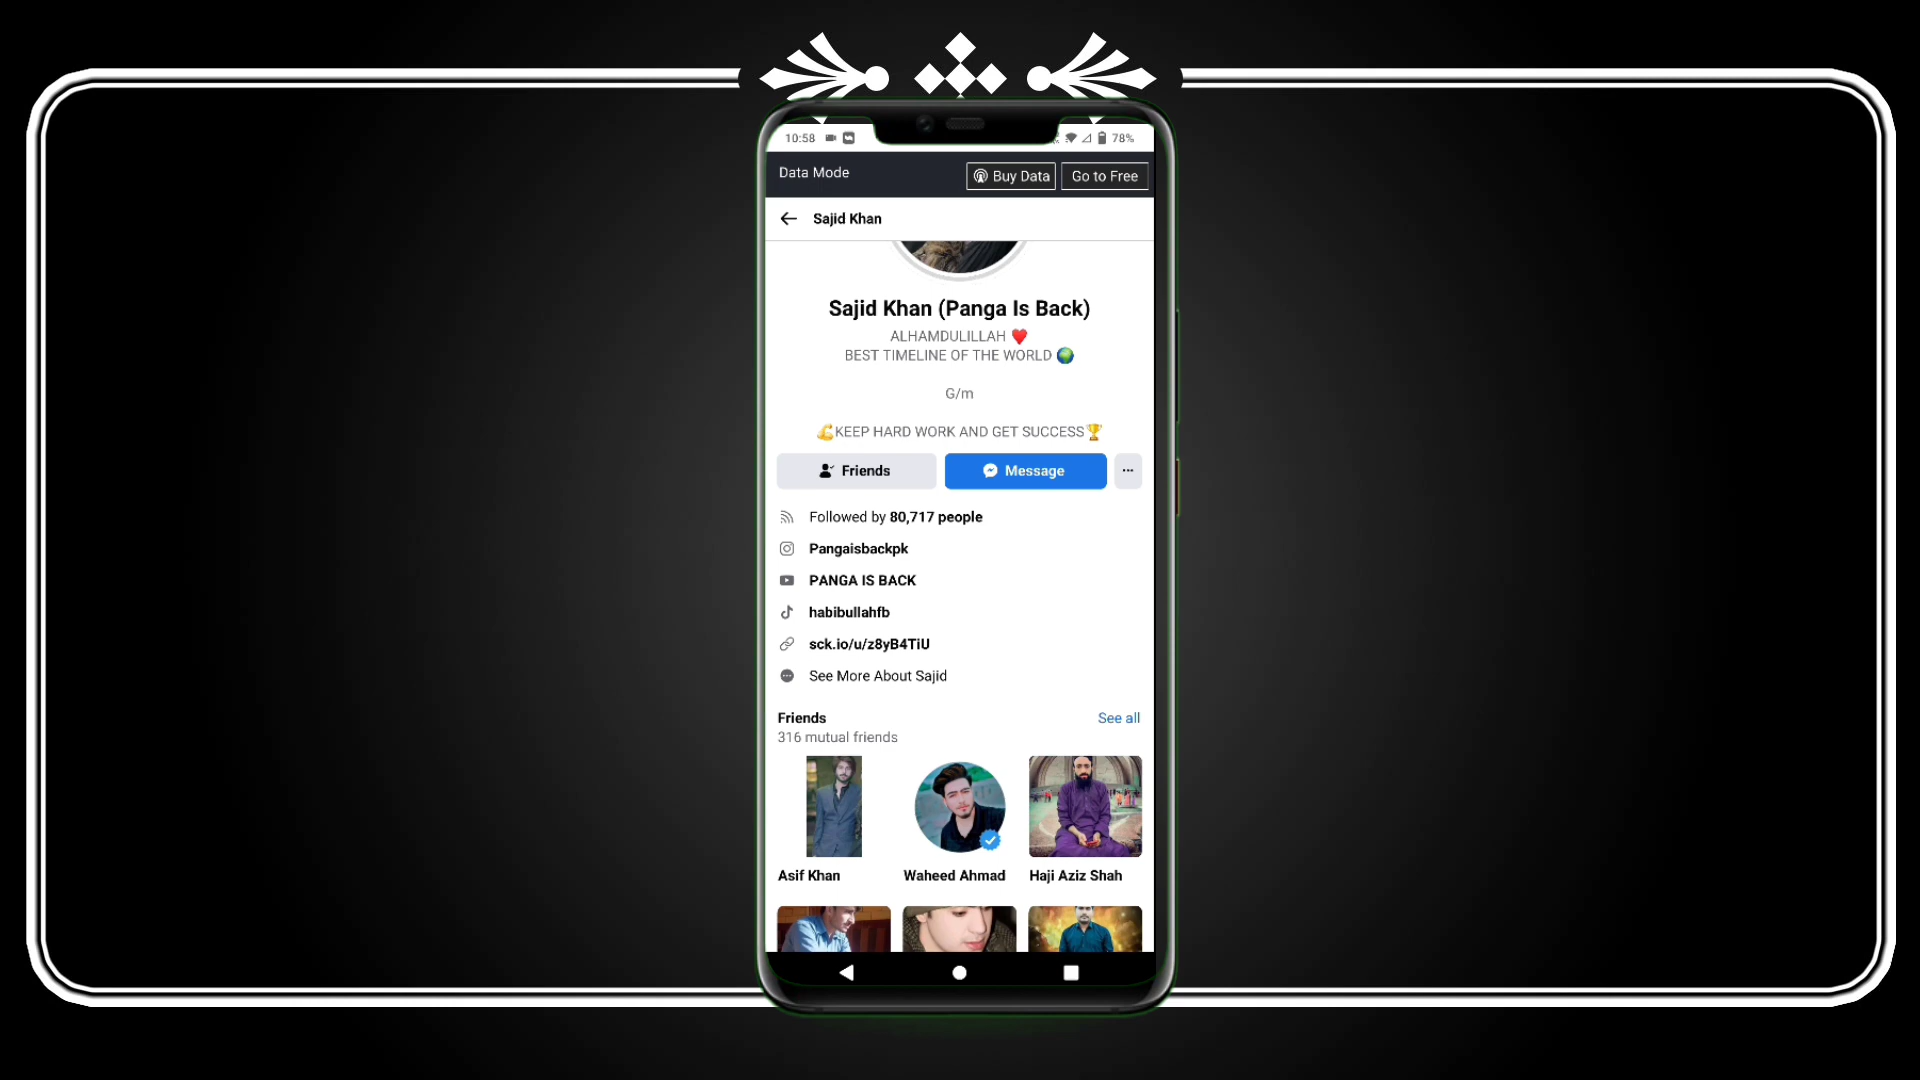 10:58
78%
Data Mode
Buy Data
Go to Free
Sajid Khan
Sajid Khan (Panga Is Back)
ALHAMDULILLAH ❤️
BEST TIMELINE OF THE WORLD 🌍
G/m
💪KEEP HARD WORK AND GET SUCCESS🏆
Friends
Message
Followed by 80,717 people
Pangaisbackpk
PANGA IS BACK
habibullahfb
sck.io/u/z8yB4TiU
See More About Sajid
Friends
See all
316 mutual friends
Asif Khan
Waheed Ahmad
Haji Aziz Shah